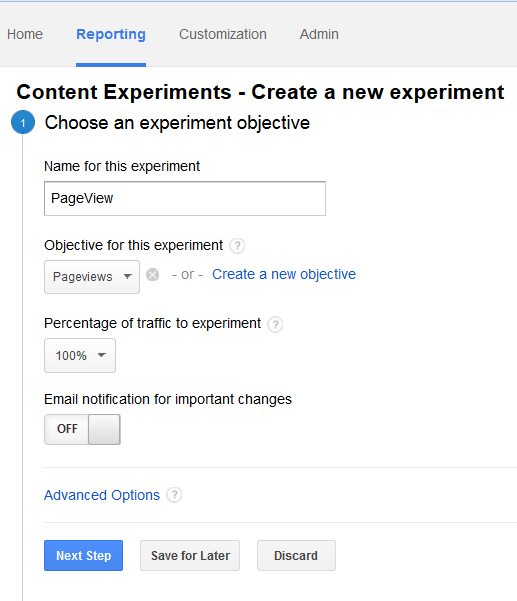 Home Reporting Customization Admin
Content Experiments - Create a new experiment
1 Choose an experiment objective
Name for this experiment
PageView
Objective for this experiment ?
Pageviews - or - Create a new objective
Percentage of traffic to experiment ?
100%
Email notification for important changes
OFF
Advanced Options ?
Next Step Save for Later Discard